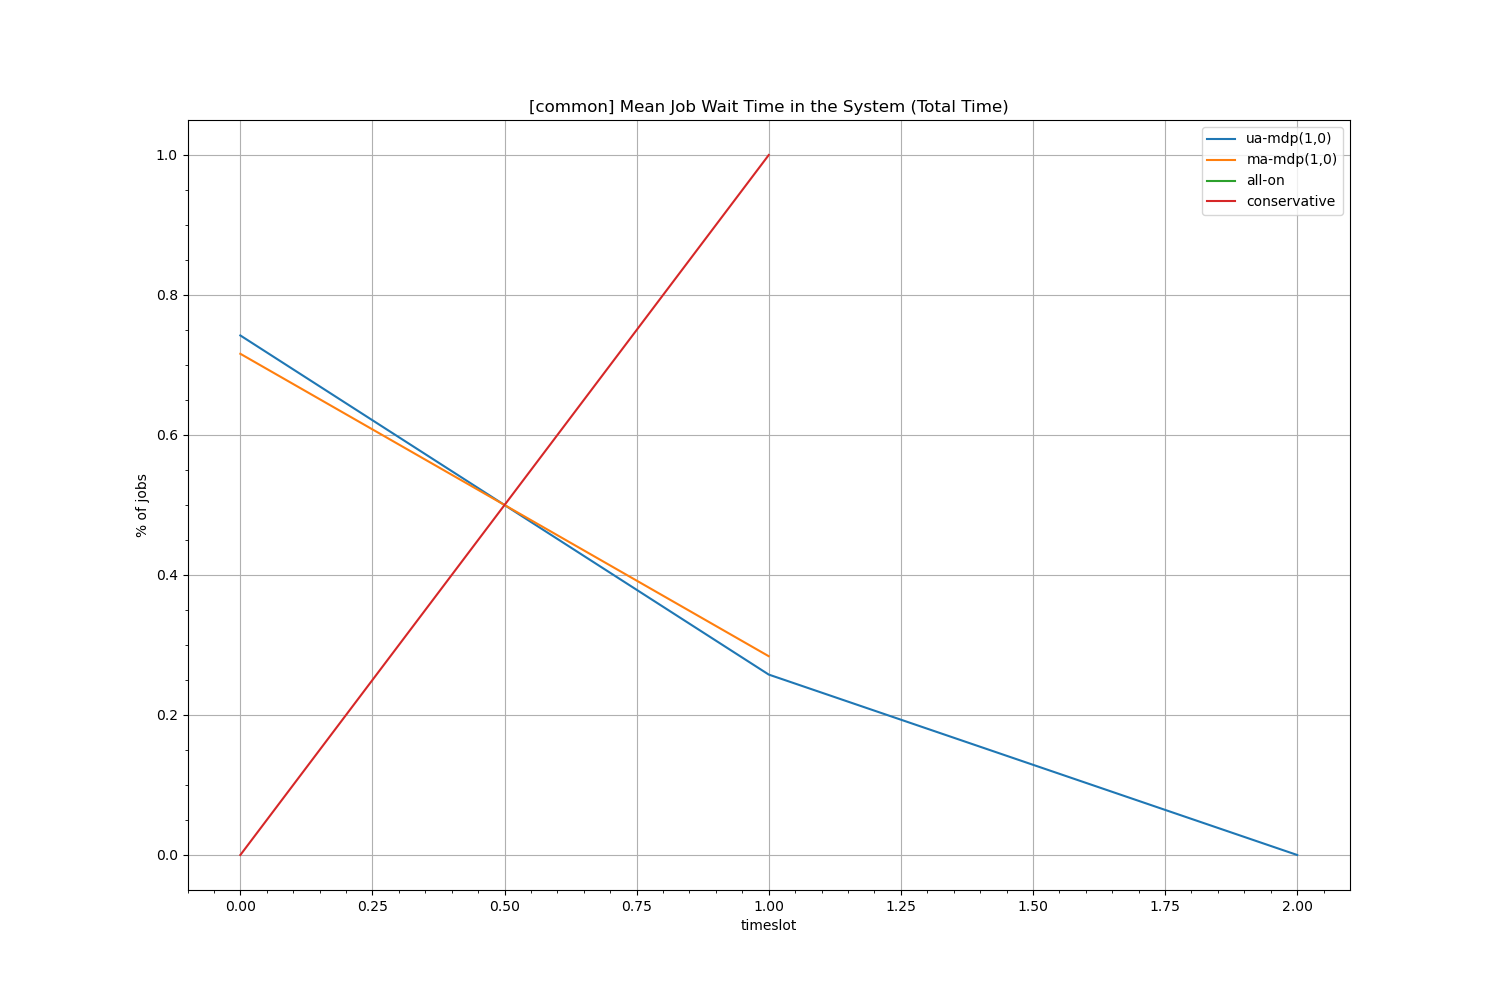 [common] Mean Job Wait Time in the System (Total Time)
ua-mdp(1,0)
ma-mdp(1,0)
all-on
conservative
1.0
0.8
0.6
0.4
0.2
0.0
% of jobs
0.00 0.25 0.50 0.75 1.00 1.25 1.50 1.75 2.00
timeslot